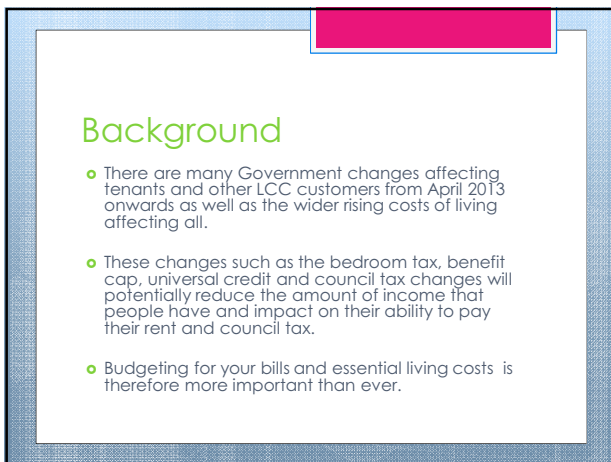 Background
There are many Government changes affecting
tenants and other LCC customers from April 2013
onwards as well as the wider rising costs of living
affecting all.
These changes such as the bedroom tax, benefit
cap, universal credit and council tax changes will
potentially reduce the amount of income that
people have and impact on their ability to pay
their rent and council tax.
Budgeting for your bills and essential living costs is
therefore more important than ever.